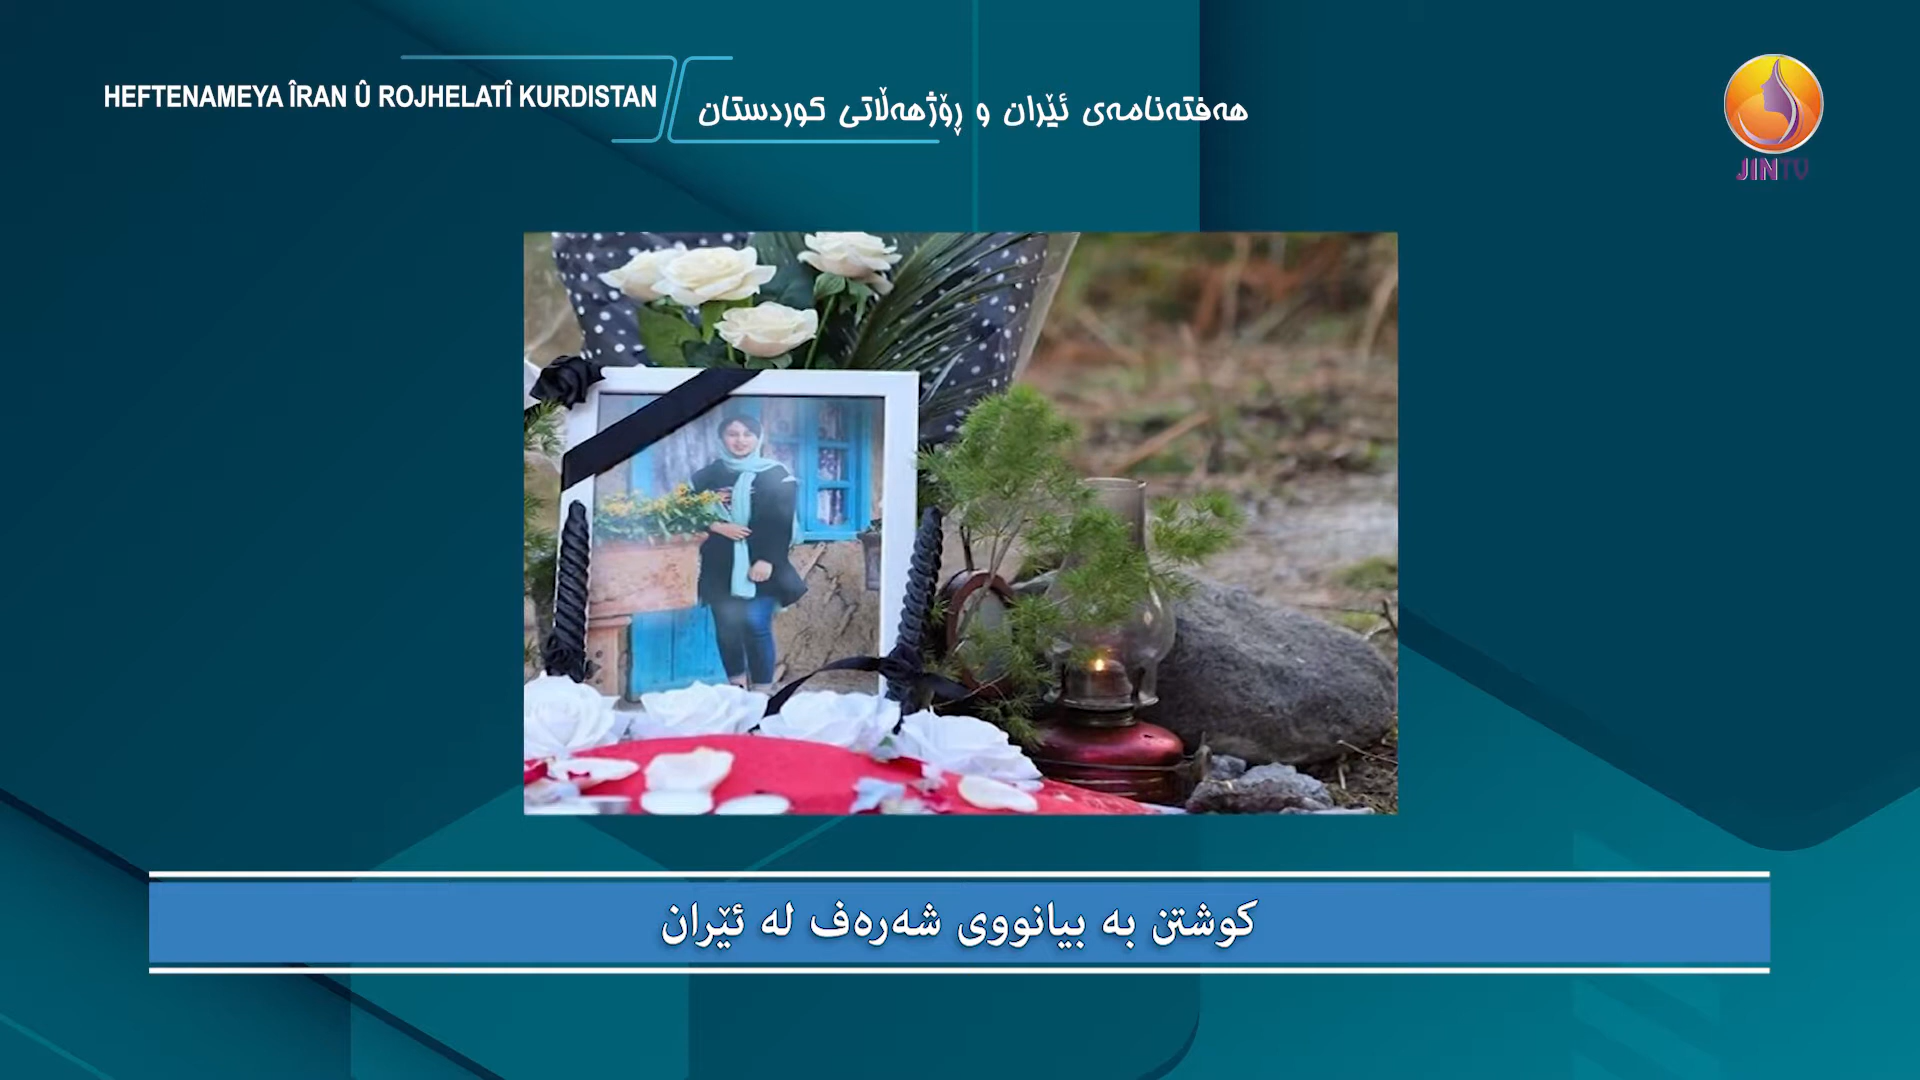 HEFTENAMEYA ÎRAN Û ROJHELATÎ KURDISTAN
هەفتەنامەی ئێران و ڕۆژهەڵاتی کوردستان
JINTV
کوشتن بە بیانووی شەرەف لە ئێران